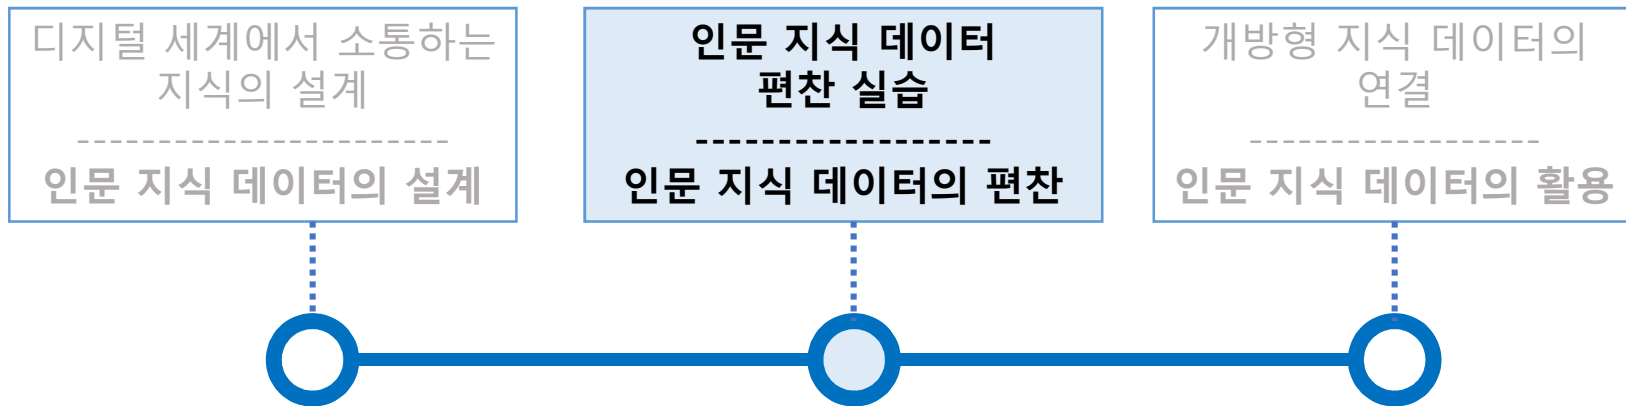 디지털 세계에서 소통하는
지식의 설계
-----------------------
인문 지식 데이터의 설계
인문 지식 데이터
편찬 실습
------------------
인문 지식 데이터의 편찬
개방형 지식 데이터의
연결
------------------
인문 지식 데이터의 활용